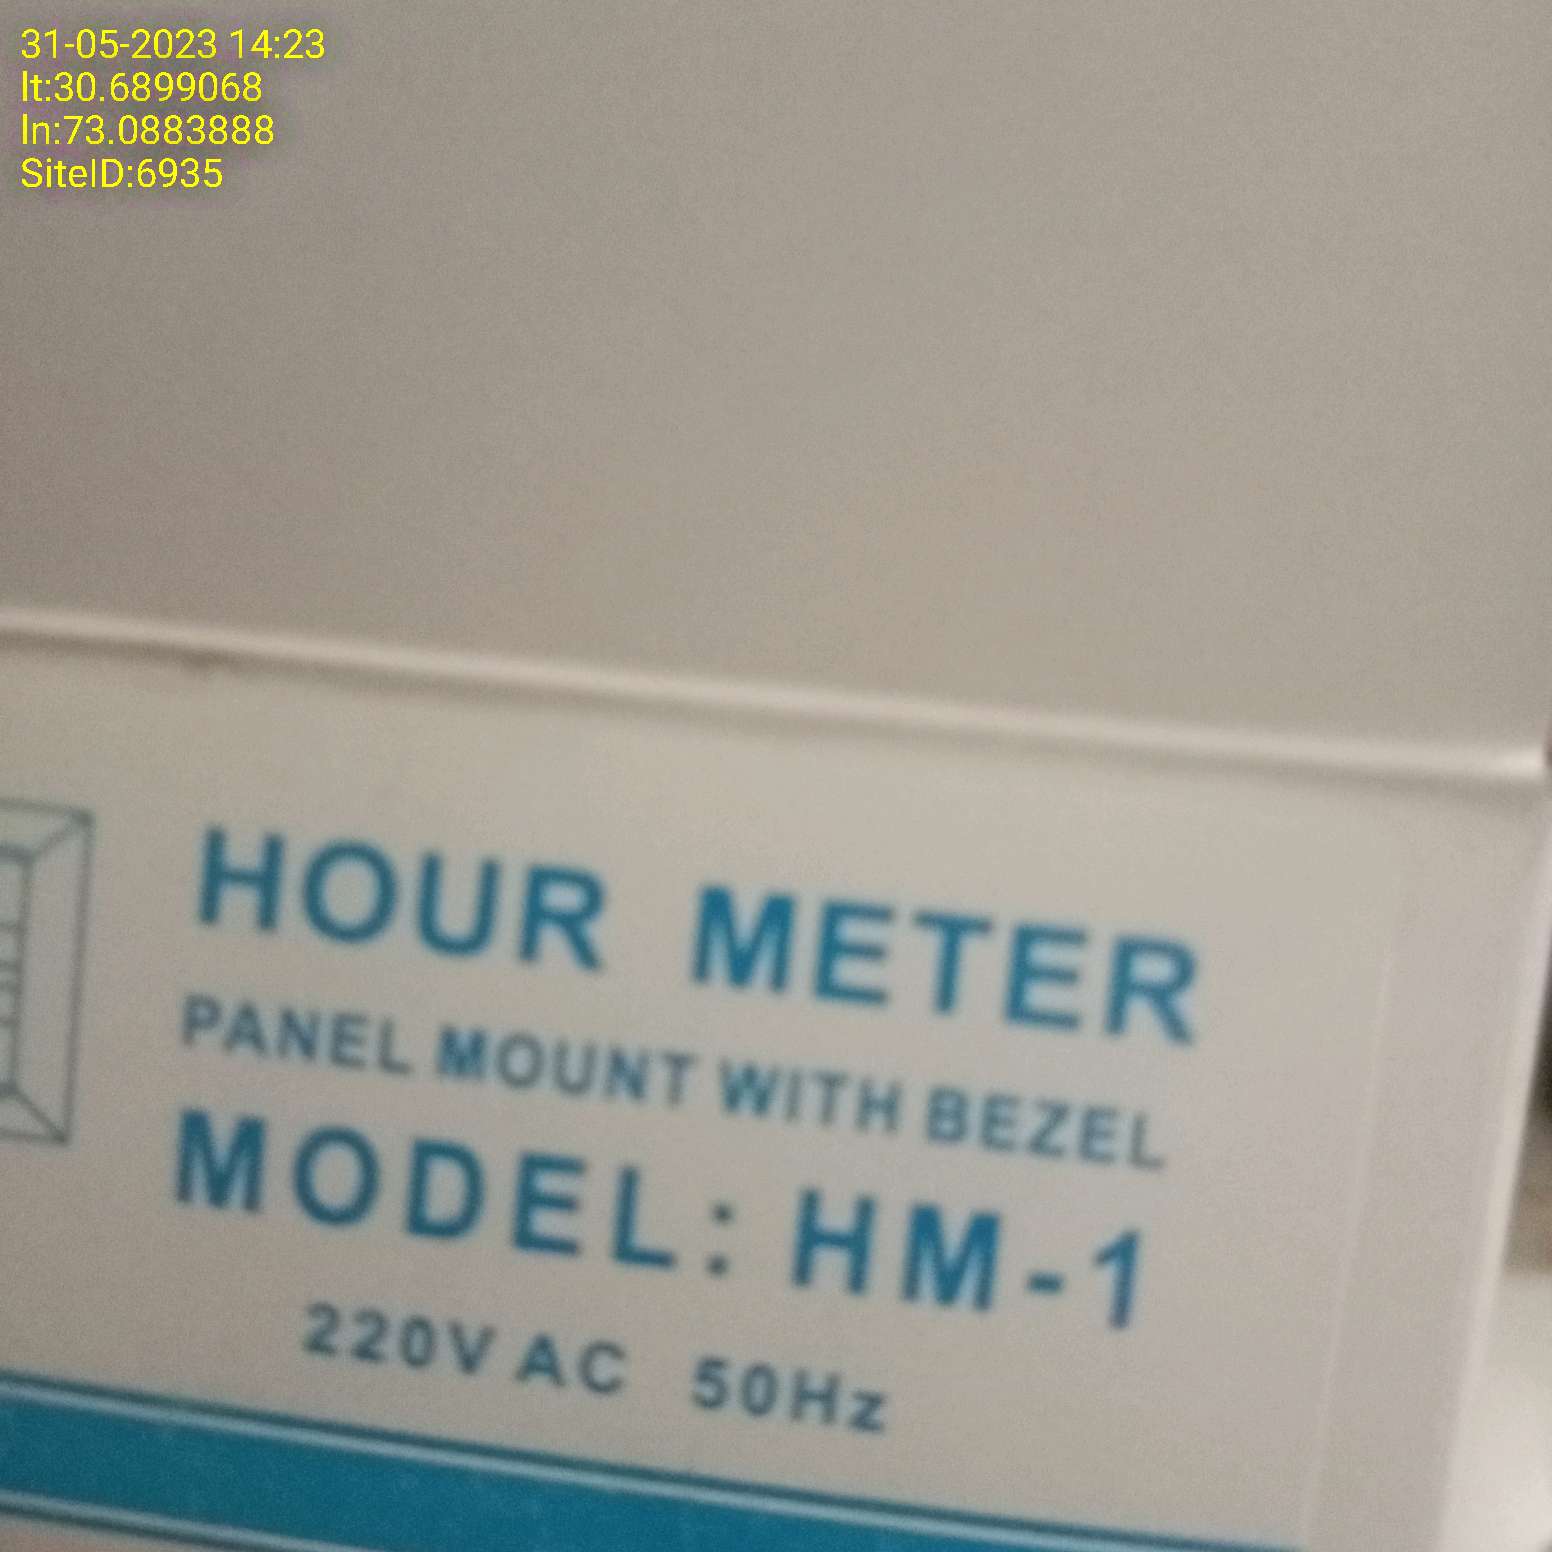 31-05-2023 14:23
lt:30.6899068
ln:73.0883888
SiteID:6935
HOUR METER
PANEL MOUNT WITH BEZEL
MODEL: HM-1
220V AC 50Hz